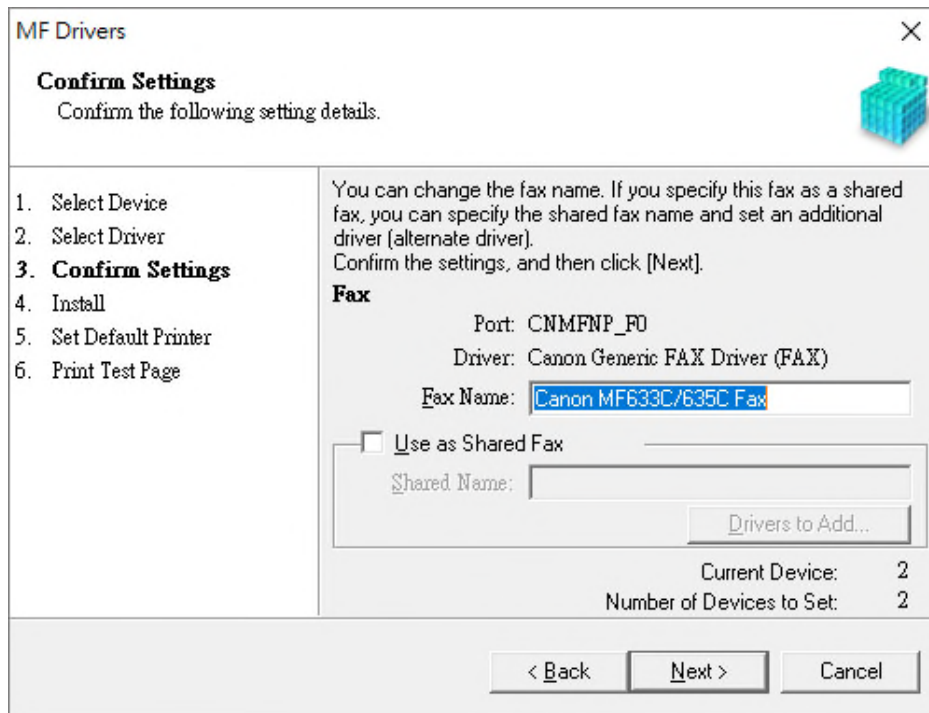 MF Drivers
Confirm Settings
Confirm the following setting details.
1. Select Device
2. Select Driver
3. Confirm Settings
4. Install
5. Set Default Printer
6. Print Test Page
You can change the fax name. If you specify this fax as a shared
fax, you can specify the shared fax name and set an additional
driver (alternate driver).
Confirm the settings, and then click [Next].
Fax
Port: CNMFNP_F0
Driver: Canon Generic FAX Driver (FAX)
Fax Name: Canon MF633C/635C Fax
Use as Shared Fax
Shared Name:
Drivers to Add...
Current Device: 2
Number of Devices to Set: 2
< Back Next > Cancel